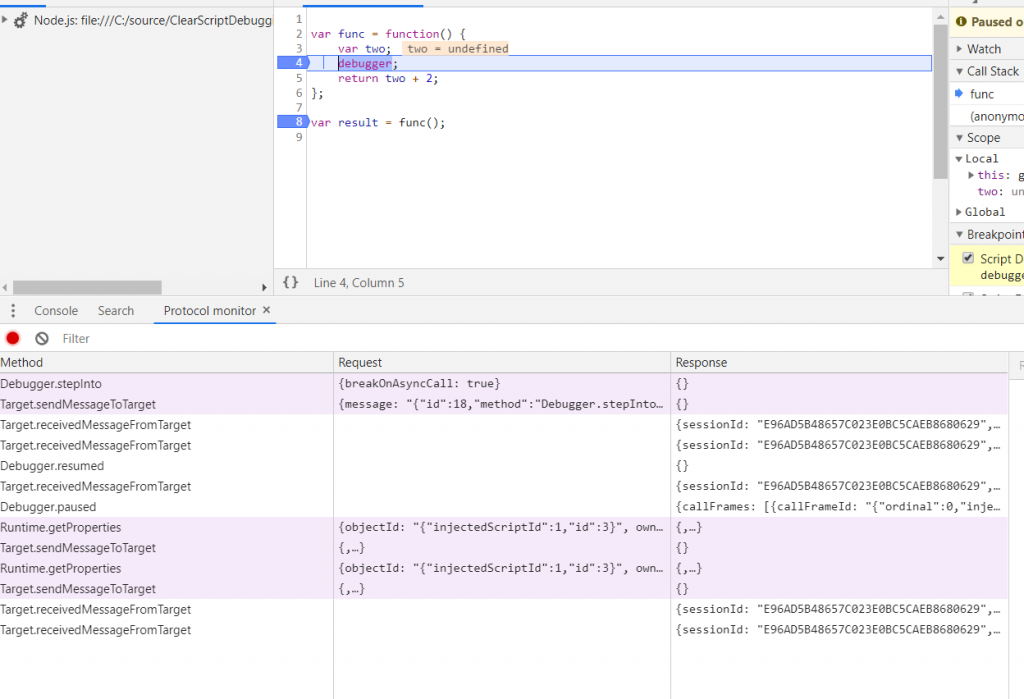 Node.js: file:///C:/source/ClearScriptDebugg
1
2 var func = function() {
3 var two; two = undefined
4 debugger;
5 return two + 2;
6 };
7
8 var result = func();
9
{} Line 4, Column 5
Paused o
Watch
Call Stack
func
(anonymo
Scope
Local
this: g
two: un
Global
Breakpoint
Script D
debugge
Console Search Protocol monitor ×
Filter
Method Request Response
Debugger.stepInto {breakOnAsyncCall: true} {}
Target.sendMessageToTarget {message: "{"id":18,"method":"Debugger.stepInto… {}
Target.receivedMessageFromTarget {sessionId: "E96AD5B48657C023E0BC5CAEB8680629",…
Target.receivedMessageFromTarget {sessionId: "E96AD5B48657C023E0BC5CAEB8680629",…
Debugger.resumed {}
Target.receivedMessageFromTarget {sessionId: "E96AD5B48657C023E0BC5CAEB8680629",…
Debugger.paused {callFrames: [{callFrameId: "{"ordinal":0,"inje…
Runtime.getProperties {objectId: "{"injectedScriptId":1,"id":3}", own… {,…}
Target.sendMessageToTarget {,…} {}
Runtime.getProperties {objectId: "{"injectedScriptId":1,"id":3}", own… {,…}
Target.sendMessageToTarget {,…} {}
Target.receivedMessageFromTarget {sessionId: "E96AD5B48657C023E0BC5CAEB8680629",…
Target.receivedMessageFromTarget {sessionId: "E96AD5B48657C023E0BC5CAEB8680629",…